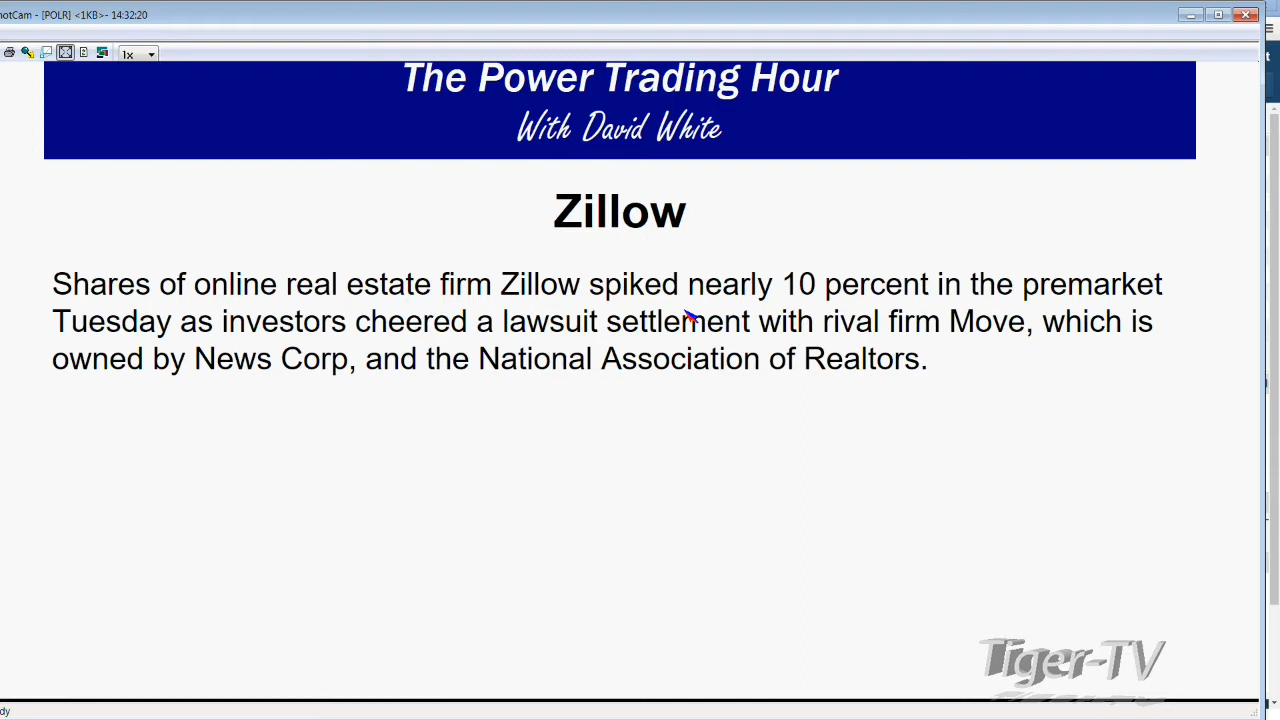 notCam - [POLR] <1KB>- 14:32:20
1x
The Power Trading Hour
With David White
Zillow
Shares of online real estate firm Zillow spiked nearly 10 percent in the premarket
Tuesday as investors cheered a lawsuit settlement with rival firm Move, which is
owned by News Corp, and the National Association of Realtors.
Tiger-TV
dy